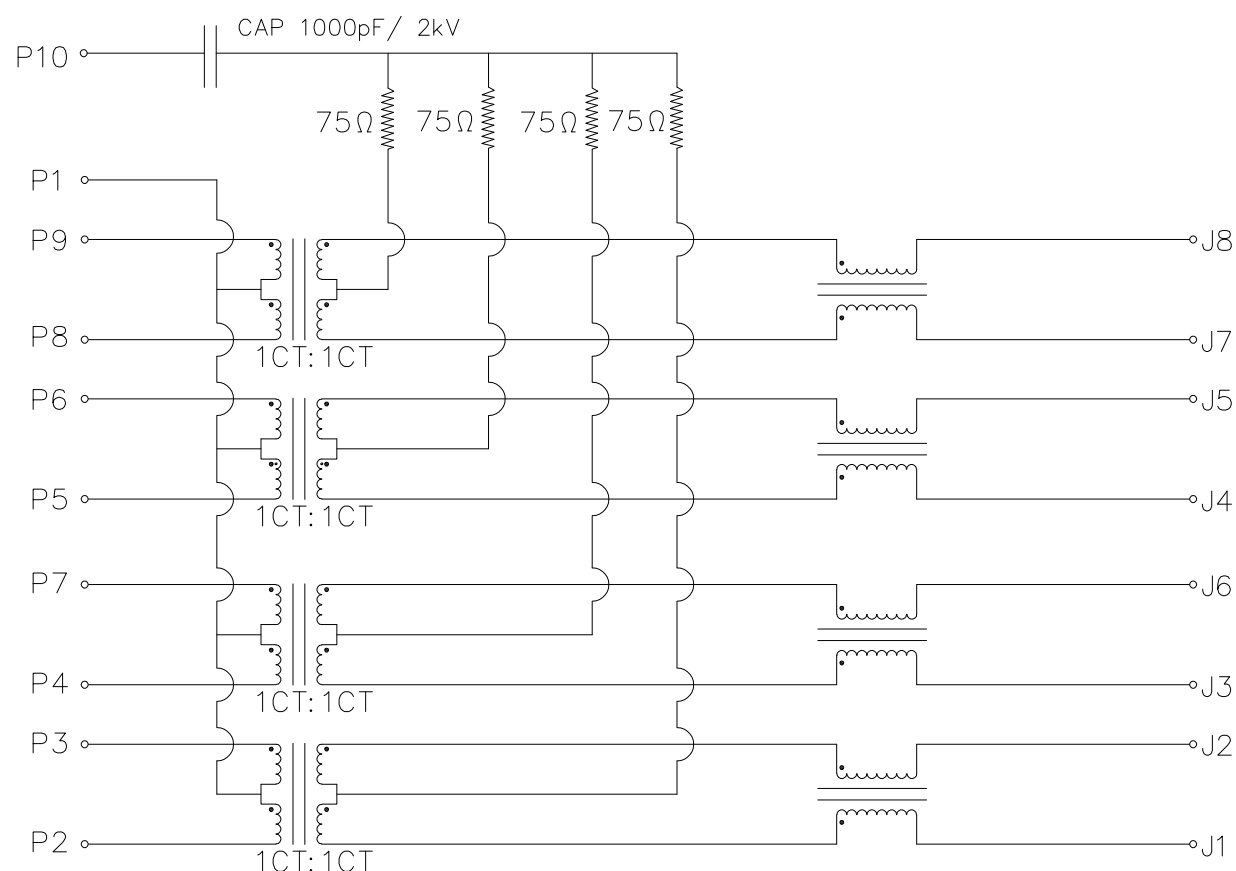 CAP 1000pF/ 2kV
P10
75Ω 75Ω 75Ω 75Ω
P1
P9 J8
P8 J7
1CT:1CT
P6 J5
P5 J4
1CT:1CT
P7 J6
P4 J3
1CT:1CT
P3 J2
P2 J1
1CT:1CT